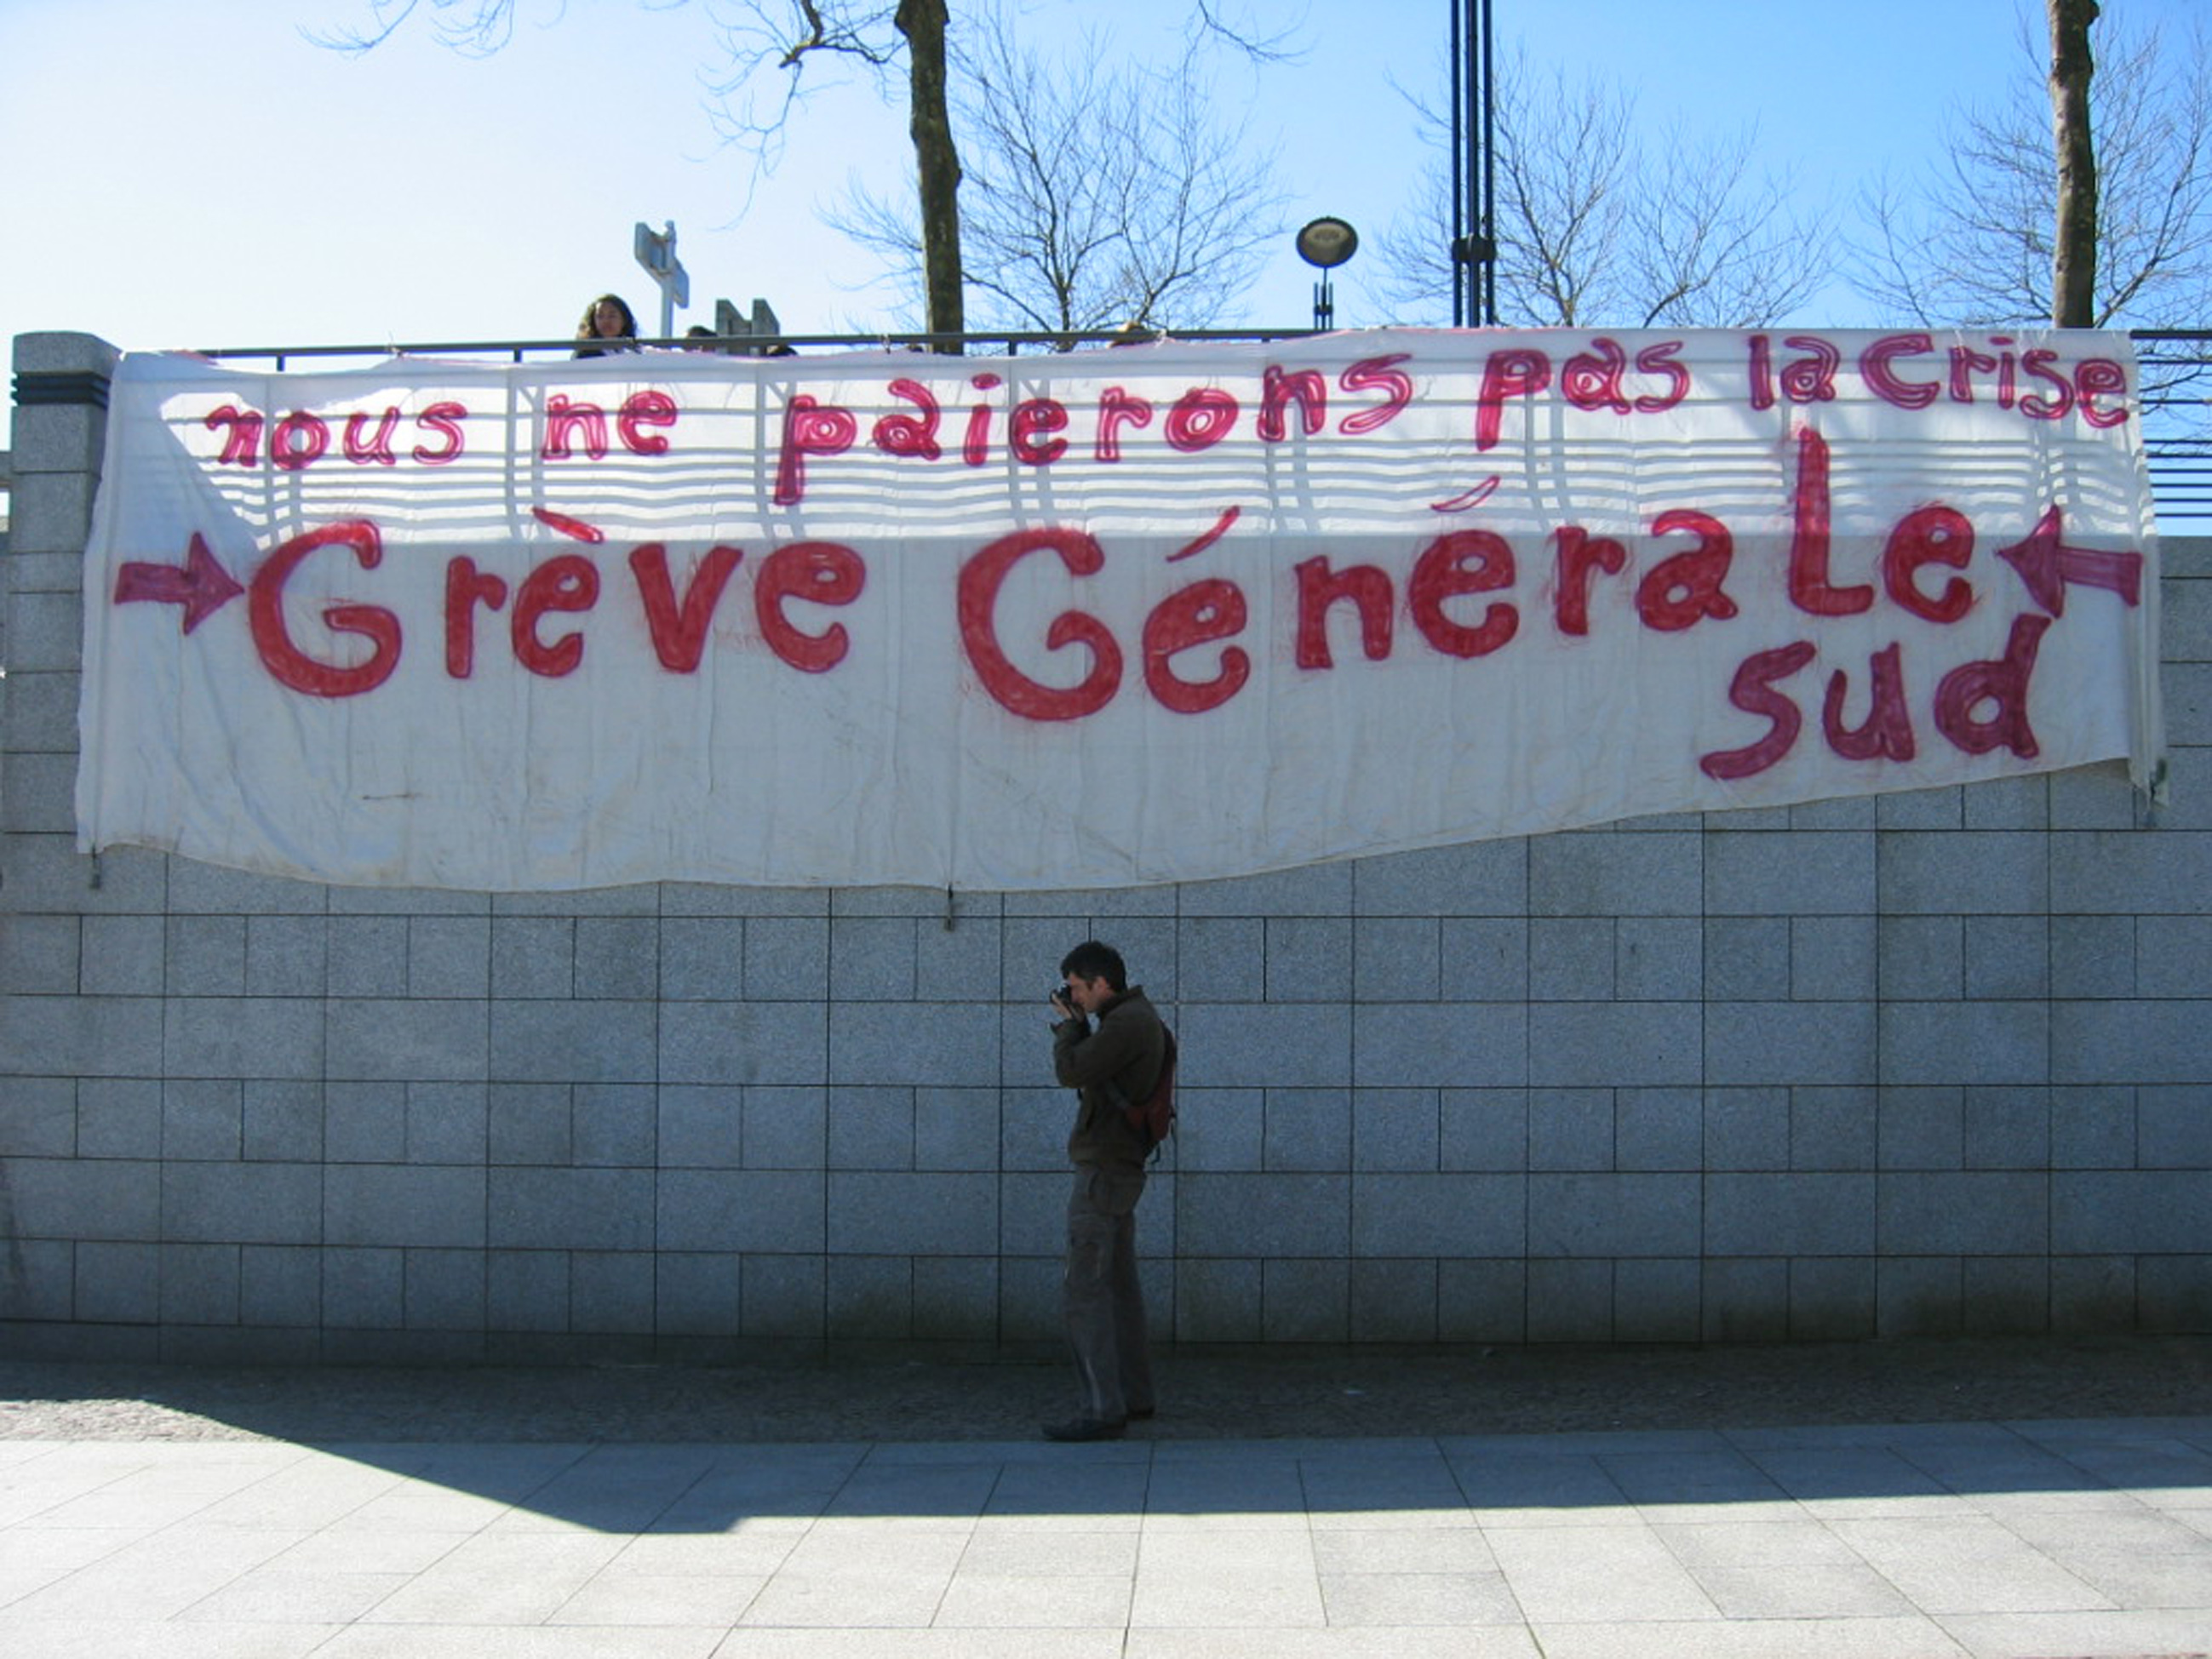 nous ne paierons pas la crise
Grève Générale
sud